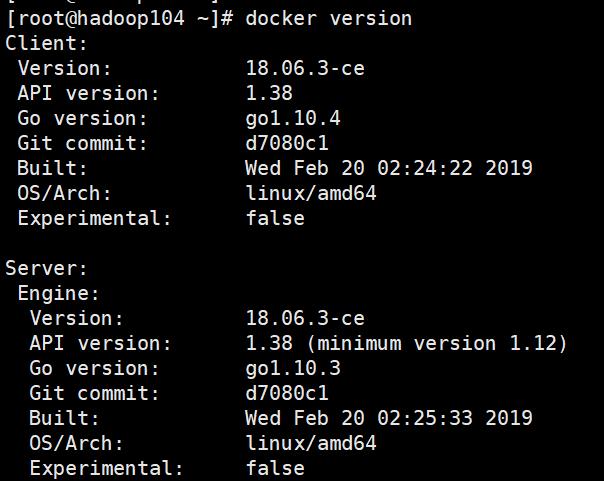 [root@hadoop104 ~]# docker version
Client:
 Version:           18.06.3-ce
 API version:       1.38
 Go version:        go1.10.4
 Git commit:        d7080c1
 Built:             Wed Feb 20 02:24:22 2019
 OS/Arch:           linux/amd64
 Experimental:      false

Server:
 Engine:
  Version:          18.06.3-ce
  API version:      1.38 (minimum version 1.12)
  Go version:       go1.10.3
  Git commit:       d7080c1
  Built:            Wed Feb 20 02:25:33 2019
  OS/Arch:          linux/amd64
  Experimental:     false